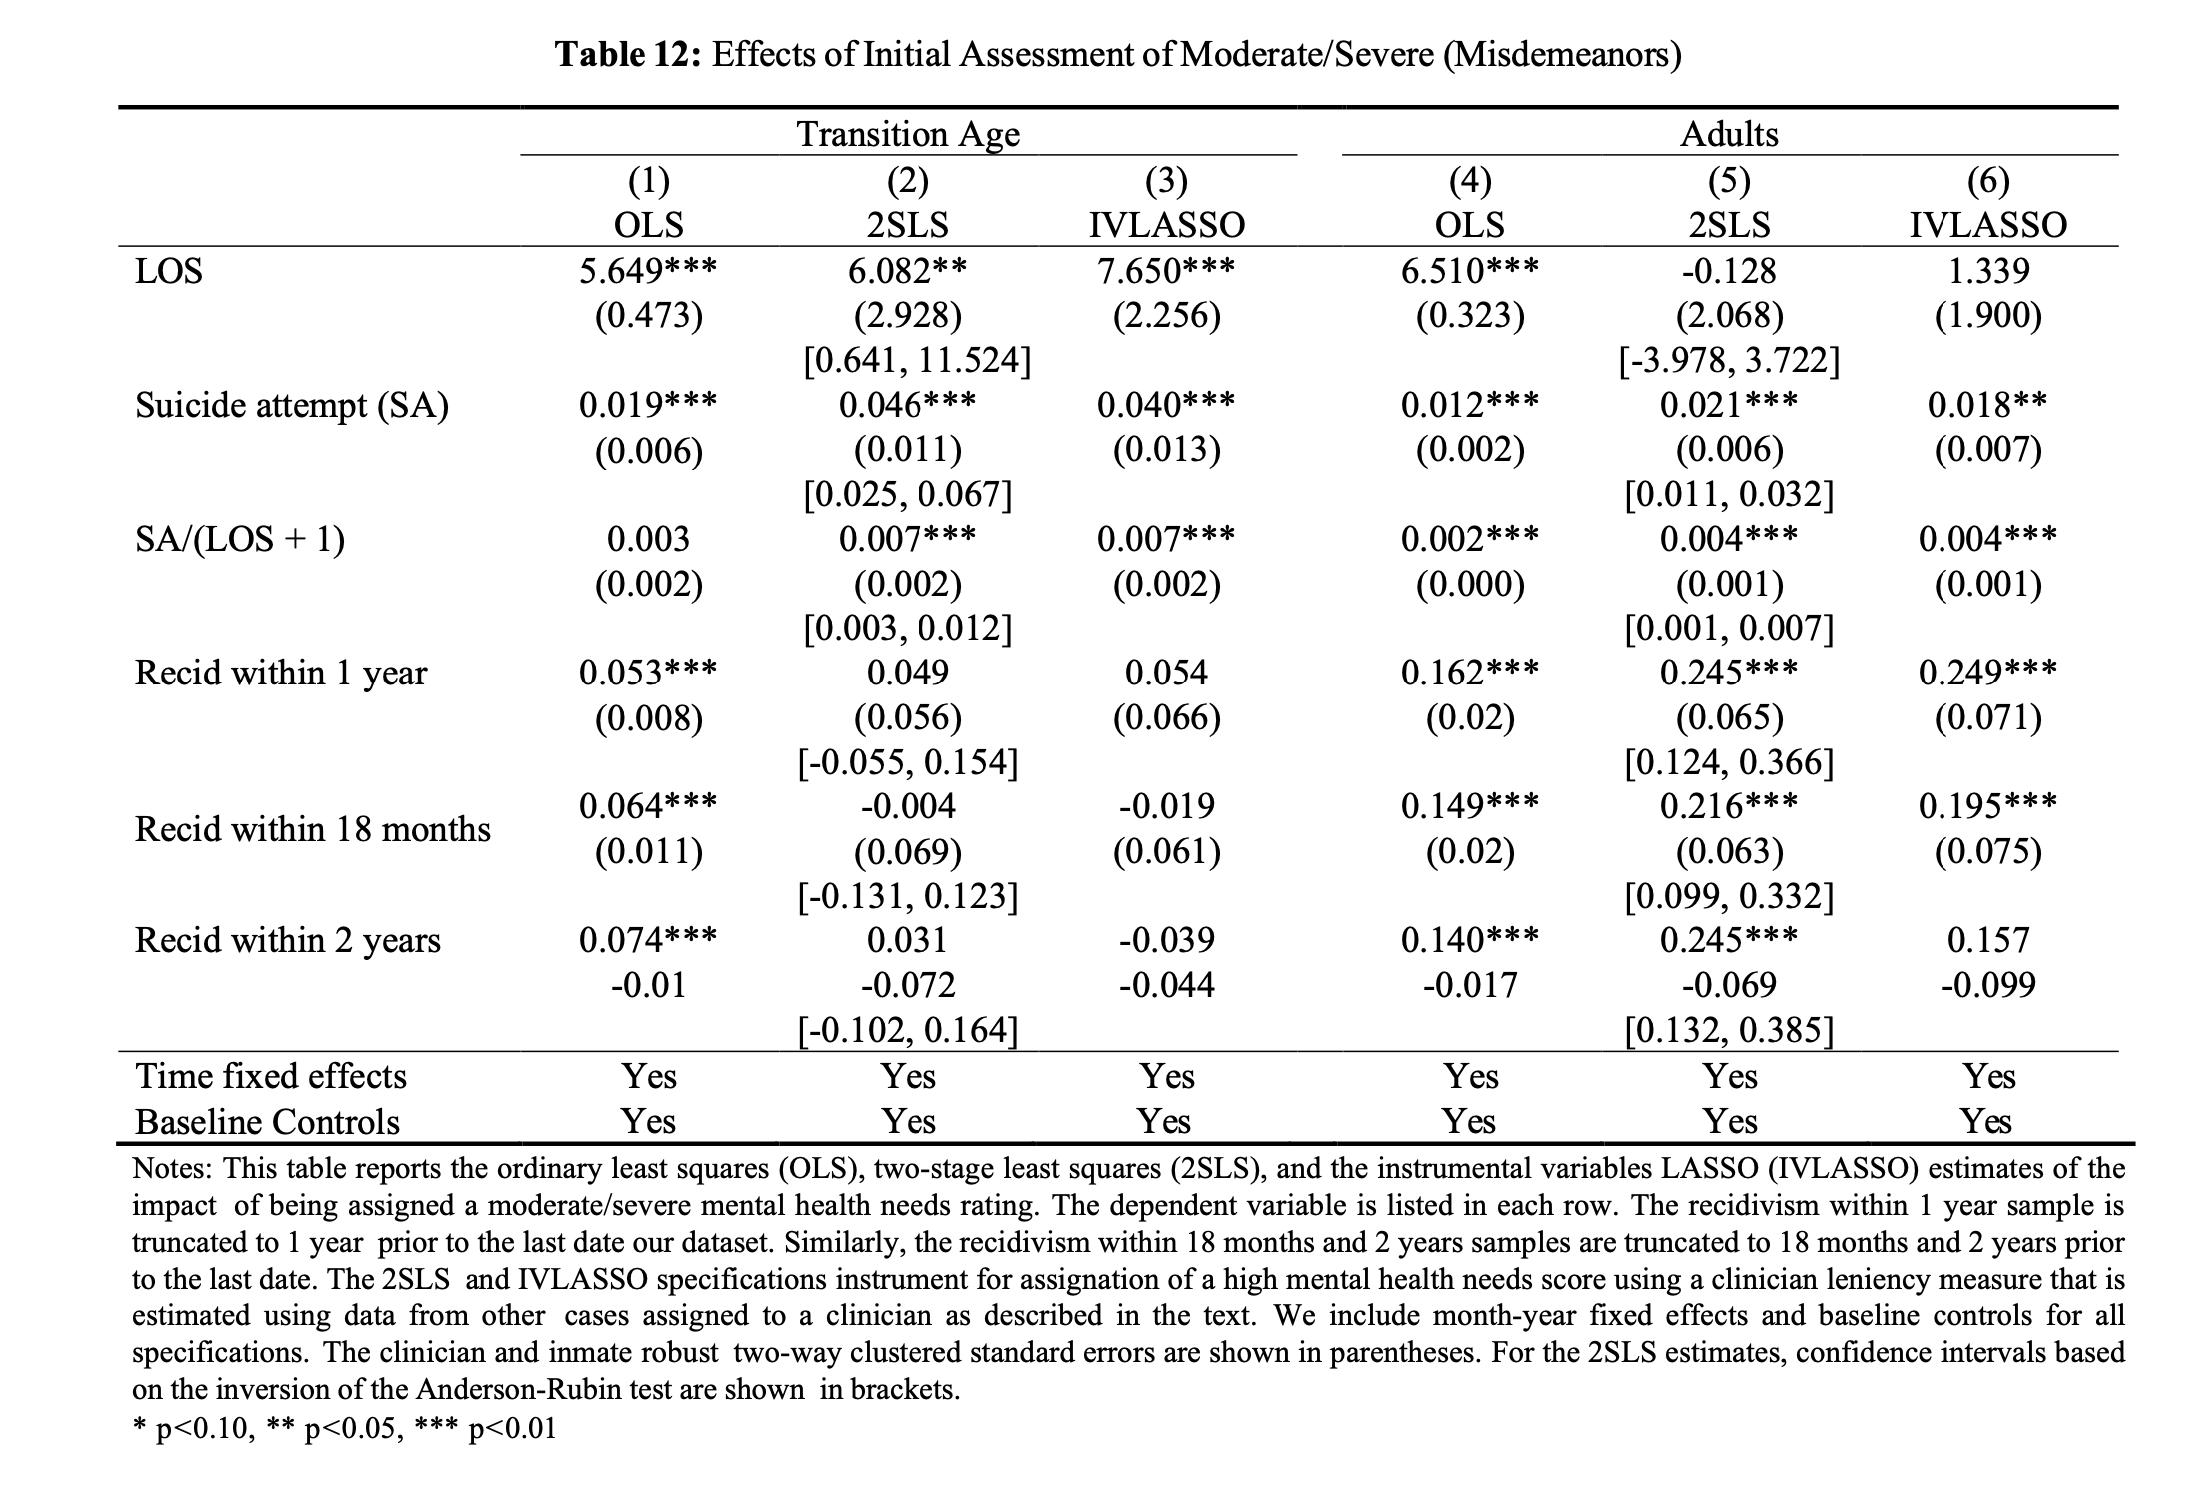 Table 12: Effects of Initial Assessment of Moderate/Severe (Misdemeanors)
Transition Age Adults
(1) (2) (3) (4) (5) (6)
OLS 2SLS IVLASSO OLS 2SLS IVLASSO
LOS 5.649*** 6.082** 7.650*** 6.510*** -0.128 1.339
(0.473) (2.928) (2.256) (0.323) (2.068) (1.900)
[0.641, 11.524] [-3.978, 3.722]
Suicide attempt (SA) 0.019*** 0.046*** 0.040*** 0.012*** 0.021*** 0.018**
(0.006) (0.011) (0.013) (0.002) (0.006) (0.007)
[0.025, 0.067] [0.011, 0.032]
SA/(LOS + 1) 0.003 0.007*** 0.007*** 0.002*** 0.004*** 0.004***
(0.002) (0.002) (0.002) (0.000) (0.001) (0.001)
[0.003, 0.012] [0.001, 0.007]
Recid within 1 year 0.053*** 0.049 0.054 0.162*** 0.245*** 0.249***
(0.008) (0.056) (0.066) (0.02) (0.065) (0.071)
[-0.055, 0.154] [0.124, 0.366]
Recid within 18 months 0.064*** -0.004 -0.019 0.149*** 0.216*** 0.195***
(0.011) (0.069) (0.061) (0.02) (0.063) (0.075)
[-0.131, 0.123] [0.099, 0.332]
Recid within 2 years 0.074*** 0.031 -0.039 0.140*** 0.245*** 0.157
-0.01 -0.072 -0.044 -0.017 -0.069 -0.099
[-0.102, 0.164] [0.132, 0.385]
Time fixed effects Yes Yes Yes Yes Yes Yes
Baseline Controls Yes Yes Yes Yes Yes Yes
Notes: This table reports the ordinary least squares (OLS), two-stage least squares (2SLS), and the instrumental variables LASSO (IVLASSO) estimates of the
impact of being assigned a moderate/severe mental health needs rating. The dependent variable is listed in each row. The recidivism within 1 year sample is
truncated to 1 year prior to the last date our dataset. Similarly, the recidivism within 18 months and 2 years samples are truncated to 18 months and 2 years prior
to the last date. The 2SLS and IVLASSO specifications instrument for assignation of a high mental health needs score using a clinician leniency measure that is
estimated using data from other cases assigned to a clinician as described in the text. We include month-year fixed effects and baseline controls for all
specifications. The clinician and inmate robust two-way clustered standard errors are shown in parentheses. For the 2SLS estimates, confidence intervals based
on the inversion of the Anderson-Rubin test are shown in brackets.
* p<0.10, ** p<0.05, *** p<0.01